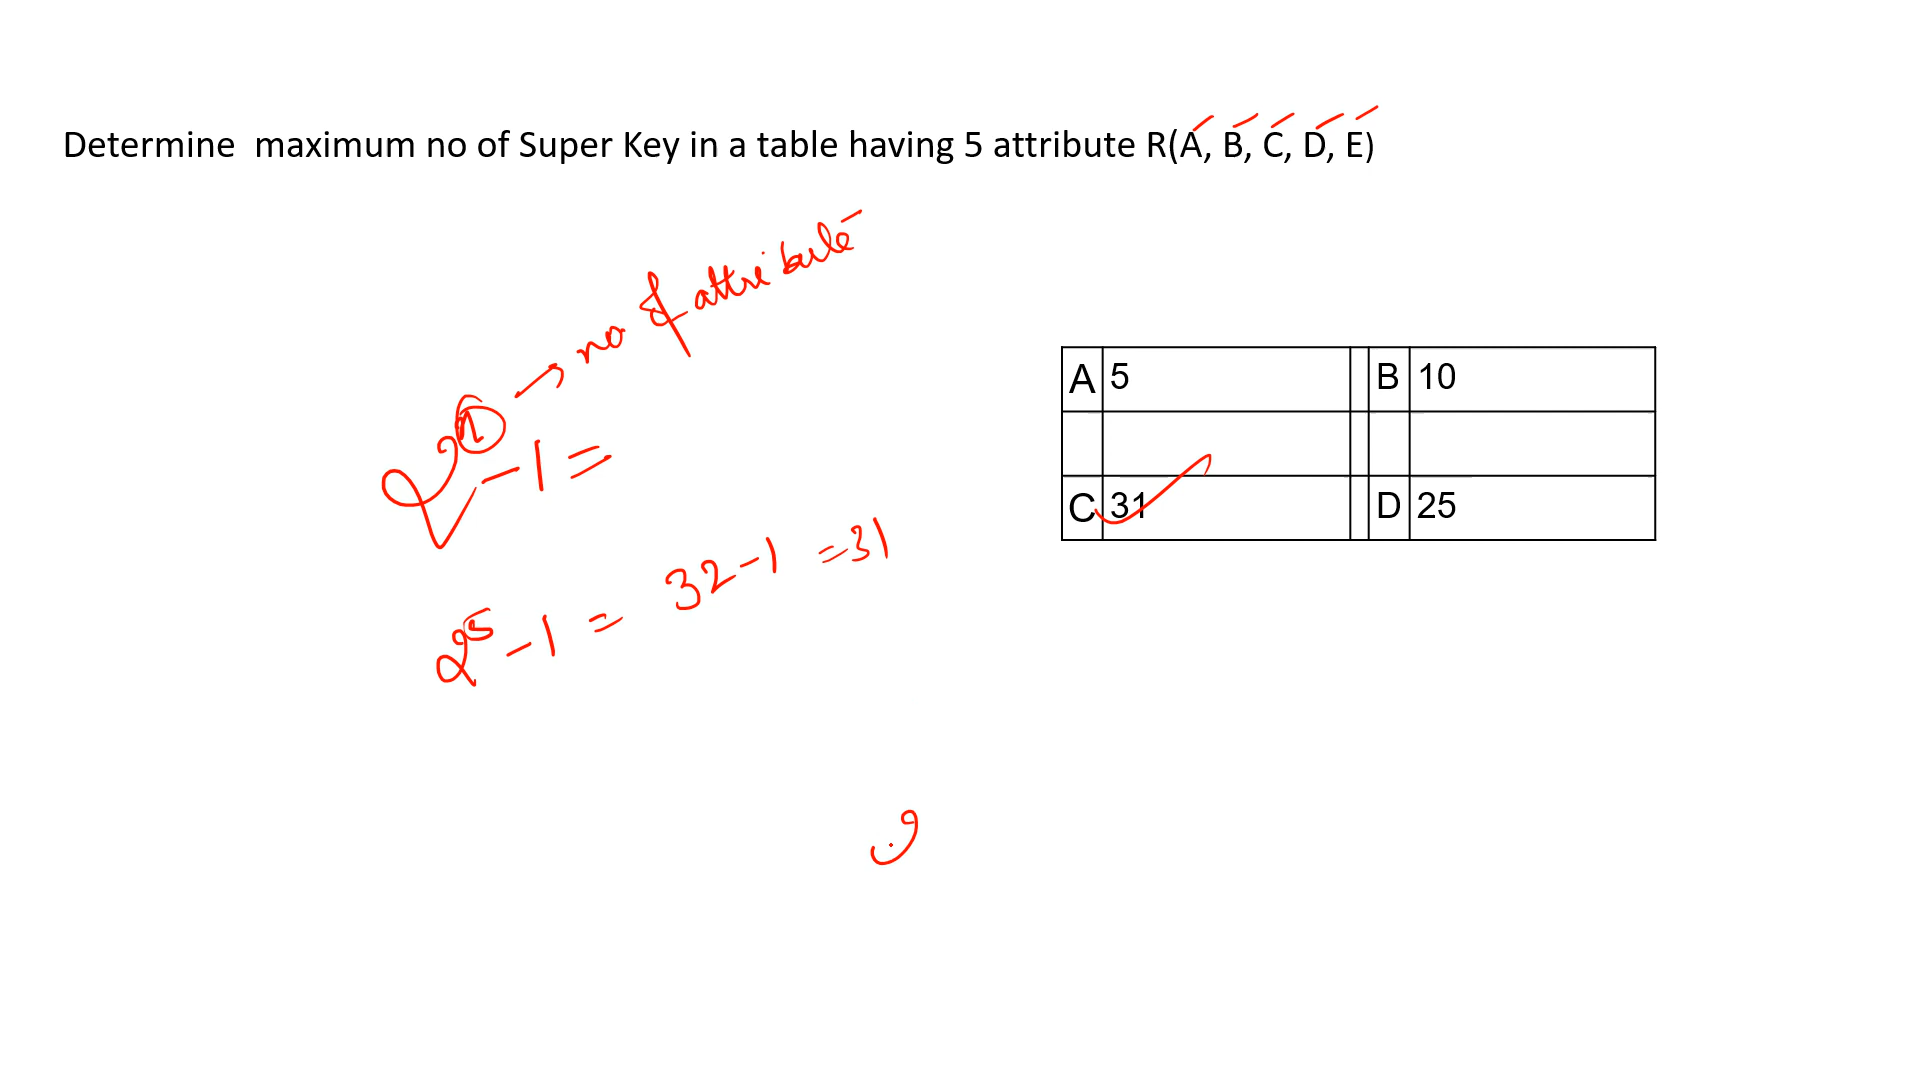 Determine maximum no of Super Key in a table having 5 attribute R(A, B, C, D, E)
→ no of attribute
2^n - 1 =
A 5 B 10
C 31 D 25
2^5 - 1 = 32 - 1 = 31